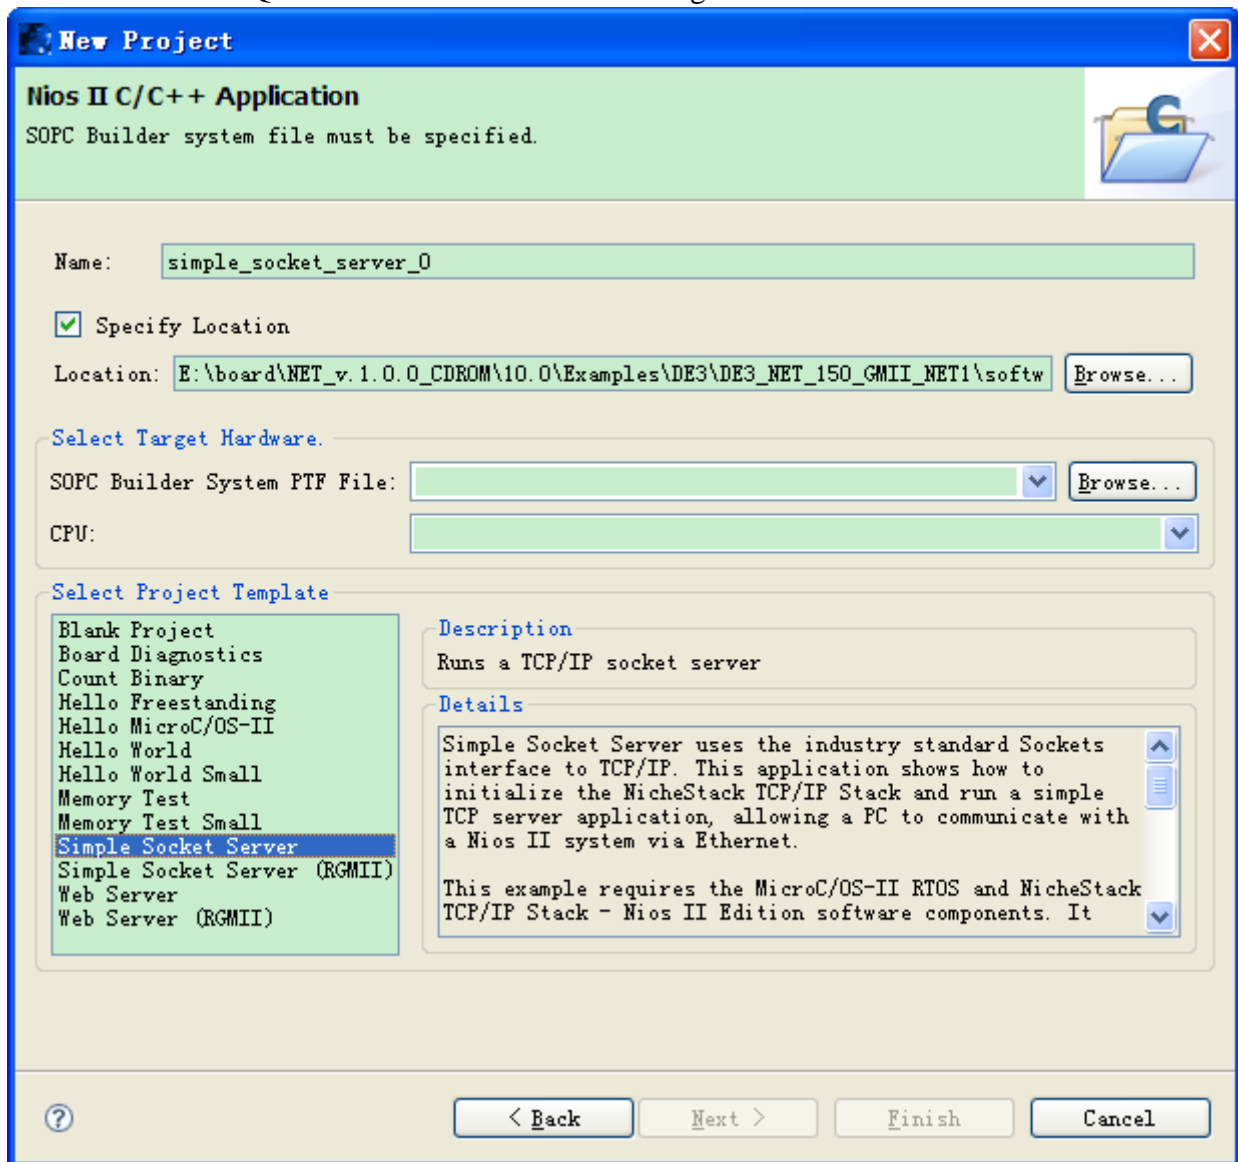 New Project
Nios II C/C++ Application
SOPC Builder system file must be specified.
Name: simple_socket_server_0
Specify Location
Location: E:\board\NET_v.1.0.0_CDROM\10.0\Examples\DE3\DE3_NET_150_GMII_NET1\softw Browse...
Select Target Hardware.
SOPC Builder System PTF File: Browse...
CPU:
Select Project Template
Blank Project
Board Diagnostics
Count Binary
Hello Freestanding
Hello MicroC/OS-II
Hello World
Hello World Small
Memory Test
Memory Test Small
Simple Socket Server
Simple Socket Server (RGMII)
Web Server
Web Server (RGMII)
Description
Runs a TCP/IP socket server
Details
Simple Socket Server uses the industry standard Sockets
interface to TCP/IP. This application shows how to
initialize the NicheStack TCP/IP Stack and run a simple
TCP server application, allowing a PC to communicate with
a Nios II system via Ethernet.
This example requires the MicroC/OS-II RTOS and NicheStack
TCP/IP Stack - Nios II Edition software components. It
< Back Next > Finish Cancel